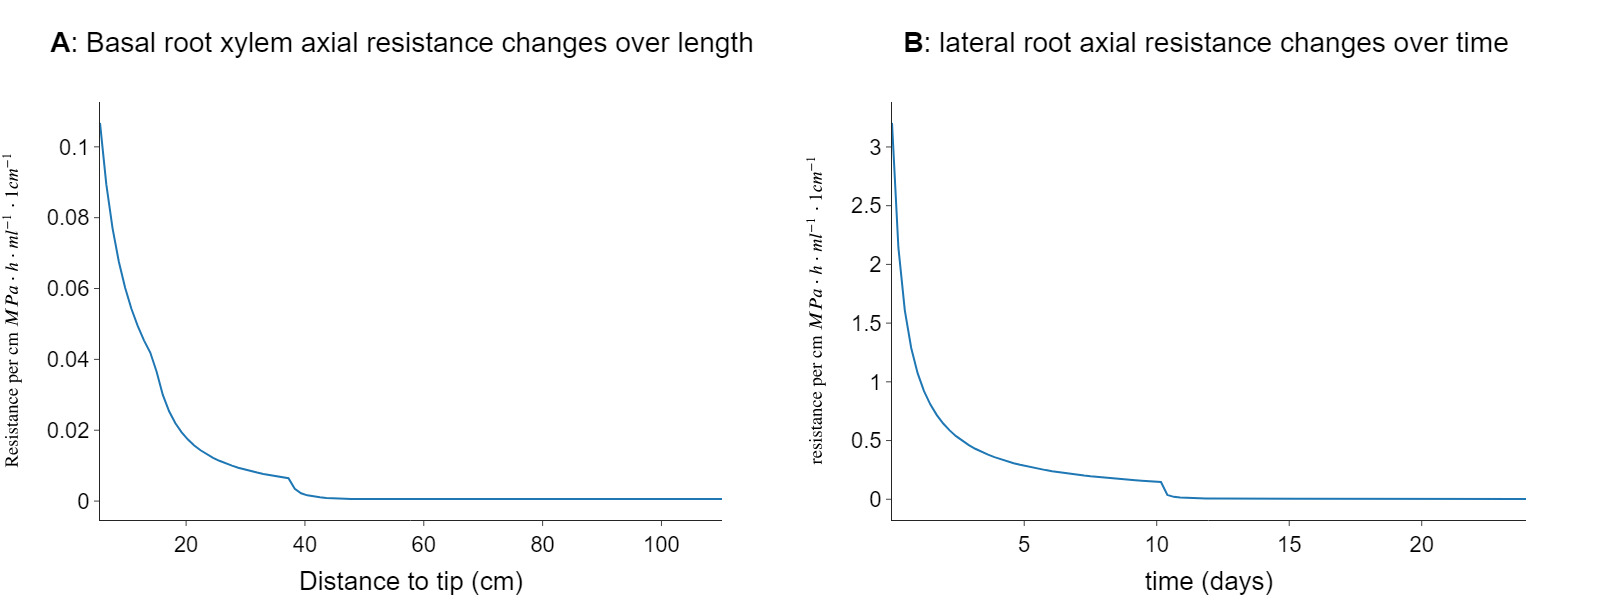 A: Basal root xylem axial resistance changes over length
Resistance per cm MPa · h · ml⁻¹ · 1cm⁻¹
0.1
0.08
0.06
0.04
0.02
0
20 40 60 80 100
Distance to tip (cm)
B: lateral root axial resistance changes over time
resistance per cm MPa · h · ml⁻¹ · 1cm⁻¹
3
2.5
2
1.5
1
0.5
0
5 10 15 20
time (days)